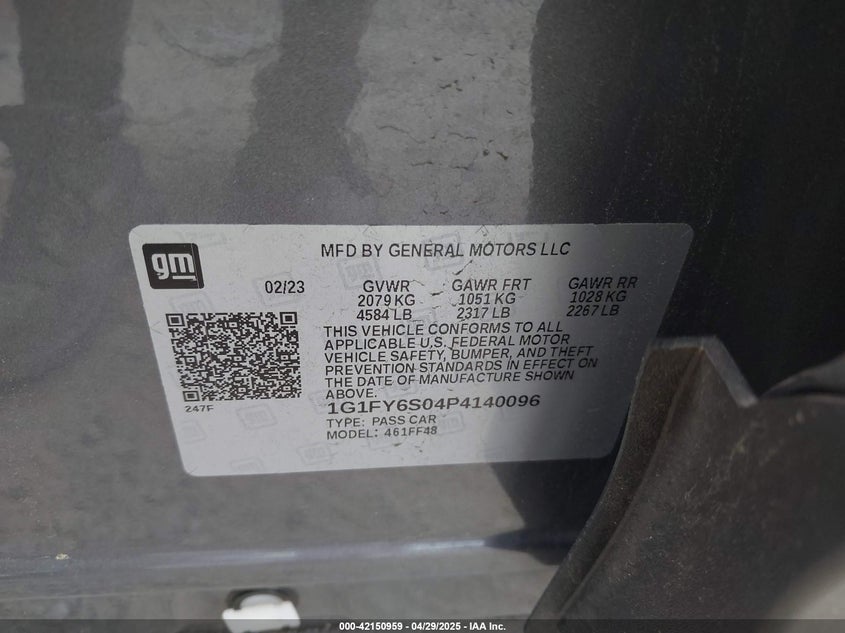 gm
MFD BY GENERAL MOTORS LLC
02/23 GVWR GAWR FRT GAWR RR
2079 KG 1051 KG 1028 KG
4584 LB 2317 LB 2267 LB
THIS VEHICLE CONFORMS TO ALL
APPLICABLE U.S. FEDERAL MOTOR
VEHICLE SAFETY, BUMPER, AND THEFT
PREVENTION STANDARDS IN EFFECT ON
THE DATE OF MANUFACTURE SHOWN
ABOVE.
247F
1G1FY6S04P4140096
TYPE: PASS CAR
MODEL: 461FF48
000-42150959 - 04/29/2025 - IAA Inc.